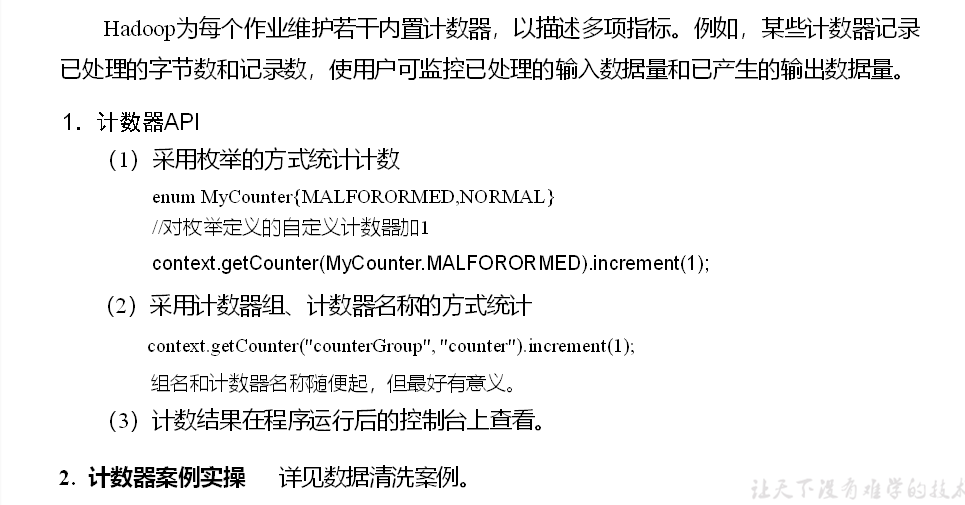 Hadoop为每个作业维护若干内置计数器，以描述多项指标。例如，某些计数器记录
已处理的字节数和记录数，使用户可监控已处理的输入数据量和已产生的输出数据量。
1．计数器API
（1）采用枚举的方式统计计数
enum MyCounter{MALFORORMED,NORMAL}
//对枚举定义的自定义计数器加1
context.getCounter(MyCounter.MALFORORMED).increment(1);
（2）采用计数器组、计数器名称的方式统计
context.getCounter("counterGroup", "counter").increment(1);
组名和计数器名称随便起，但最好有意义。
（3）计数结果在程序运行后的控制台上查看。
2. 计数器案例实操 详见数据清洗案例。
让天下没有难学的技术